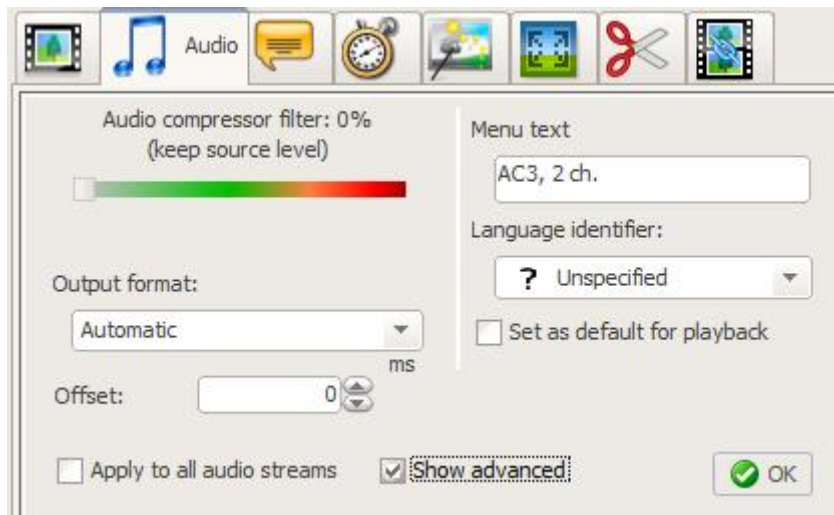 Audio
Audio compressor filter: 0%
(keep source level)
Menu text
AC3, 2 ch.
Language identifier:
? Unspecified
Output format:
Automatic
Set as default for playback
ms
Offset:
0
Apply to all audio streams
Show advanced
OK